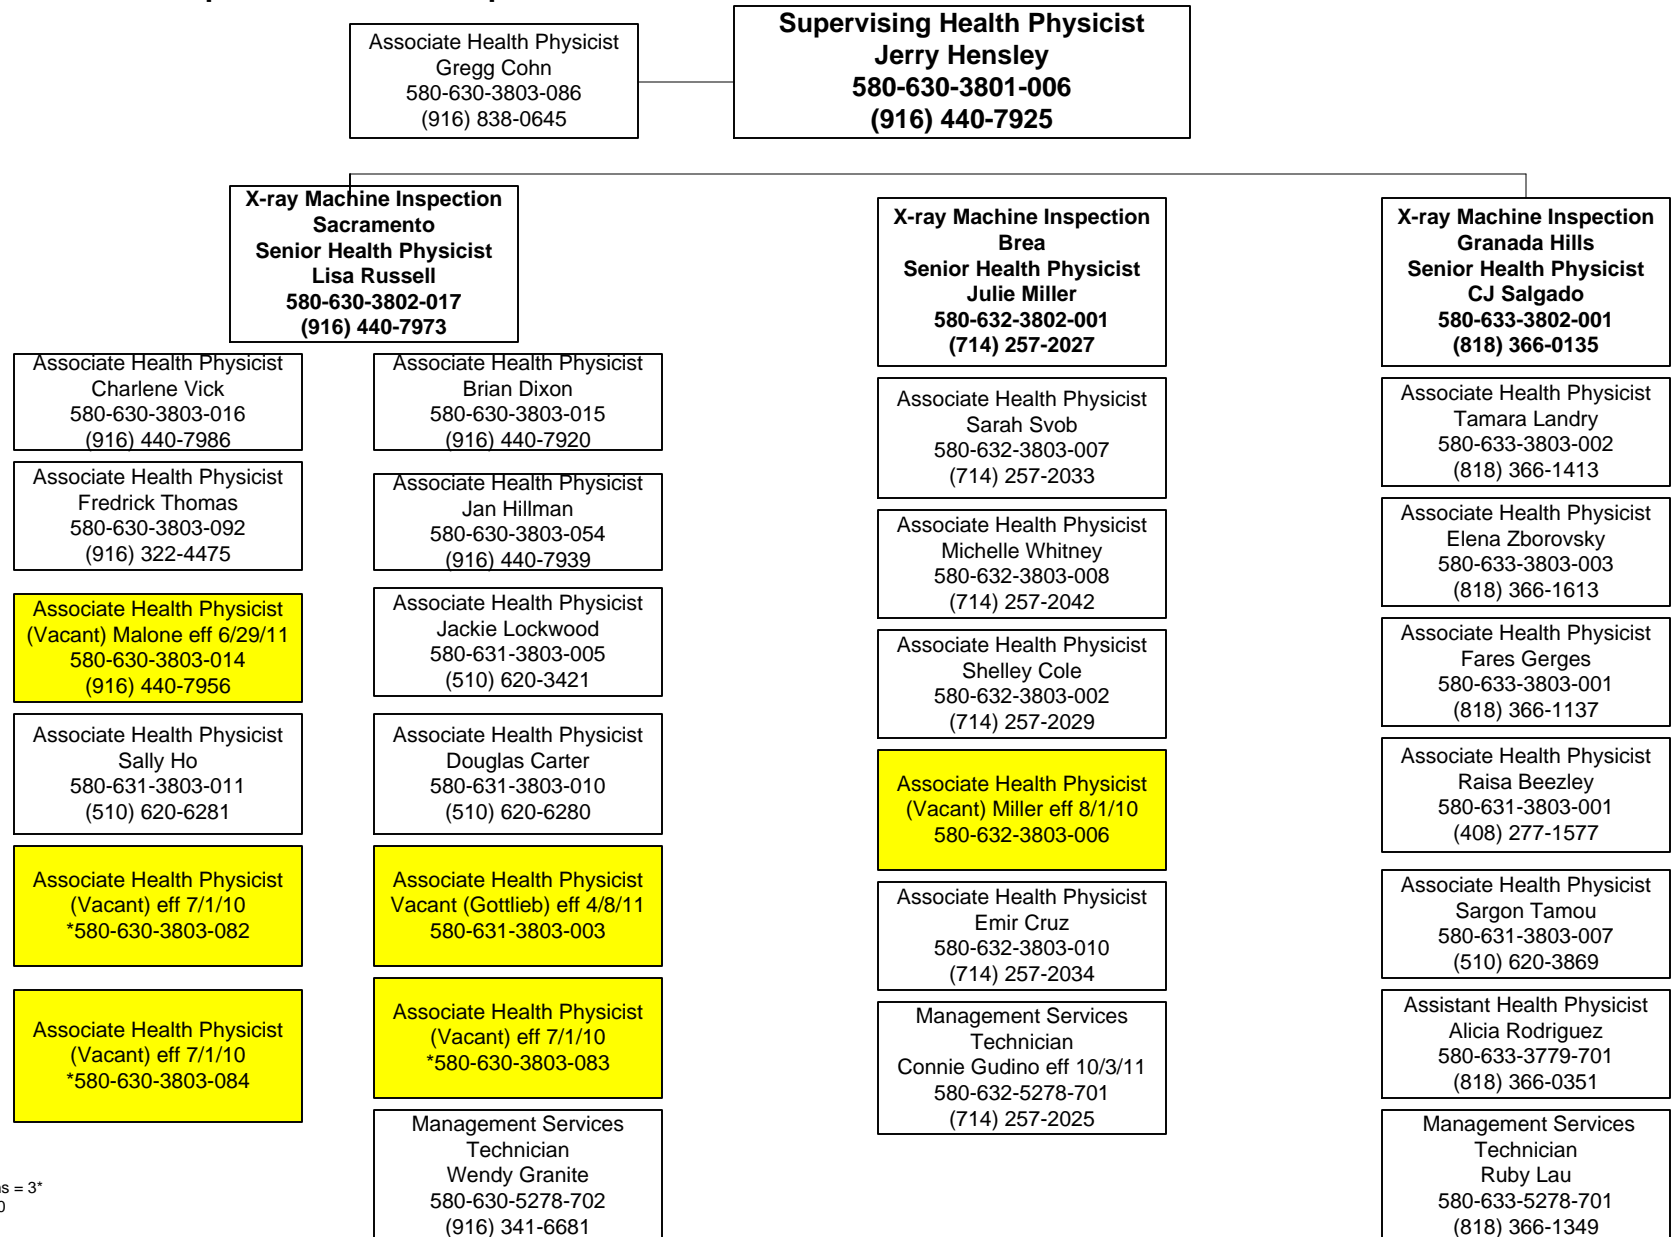 Associate Health Physicist
Gregg Cohn
580-630-3803-086
(916) 838-0645
Supervising Health Physicist
Jerry Hensley
580-630-3801-006
(916) 440-7925
X-ray Machine Inspection
Sacramento
Senior Health Physicist
Lisa Russell
580-630-3802-017
(916) 440-7973
Associate Health Physicist
Charlene Vick
580-630-3803-016
(916) 440-7986
Associate Health Physicist
Fredrick Thomas
580-630-3803-092
(916) 322-4475
Associate Health Physicist
(Vacant) Malone eff 6/29/11
580-630-3803-014
(916) 440-7956
Associate Health Physicist
Sally Ho
580-631-3803-011
(510) 620-6281
Associate Health Physicist
(Vacant) eff 7/1/10
*580-630-3803-082
Associate Health Physicist
(Vacant) eff 7/1/10
*580-630-3803-084
Associate Health Physicist
Brian Dixon
580-630-3803-015
(916) 440-7920
Associate Health Physicist
Jan Hillman
580-630-3803-054
(916) 440-7939
Associate Health Physicist
Jackie Lockwood
580-631-3803-005
(510) 620-3421
Associate Health Physicist
Douglas Carter
580-631-3803-010
(510) 620-6280
Associate Health Physicist
Vacant (Gottlieb) eff 4/8/11
580-631-3803-003
Associate Health Physicist
(Vacant) eff 7/1/10
*580-630-3803-083
Management Services
Technician
Wendy Granite
580-630-5278-702
(916) 341-6681
X-ray Machine Inspection
Brea
Senior Health Physicist
Julie Miller
580-632-3802-001
(714) 257-2027
Associate Health Physicist
Sarah Svob
580-632-3803-007
(714) 257-2033
Associate Health Physicist
Michelle Whitney
580-632-3803-008
(714) 257-2042
Associate Health Physicist
Shelley Cole
580-632-3803-002
(714) 257-2029
Associate Health Physicist
(Vacant) Miller eff 8/1/10
580-632-3803-006
Associate Health Physicist
Emir Cruz
580-632-3803-010
(714) 257-2034
Management Services
Technician
Connie Gudino eff 10/3/11
580-632-5278-701
(714) 257-2025
X-ray Machine Inspection
Granada Hills
Senior Health Physicist
CJ Salgado
580-633-3802-001
(818) 366-0135
Associate Health Physicist
Tamara Landry
580-633-3803-002
(818) 366-1413
Associate Health Physicist
Elena Zborovsky
580-633-3803-003
(818) 366-1613
Associate Health Physicist
Fares Gerges
580-633-3803-001
(818) 366-1137
Associate Health Physicist
Raisa Beezley
580-631-3803-001
(408) 277-1577
Associate Health Physicist
Sargon Tamou
580-631-3803-007
(510) 620-3869
Assistant Health Physicist
Alicia Rodriguez
580-633-3779-701
(818) 366-0351
Management Services
Technician
Ruby Lau
580-633-5278-701
(818) 366-1349
= 3*